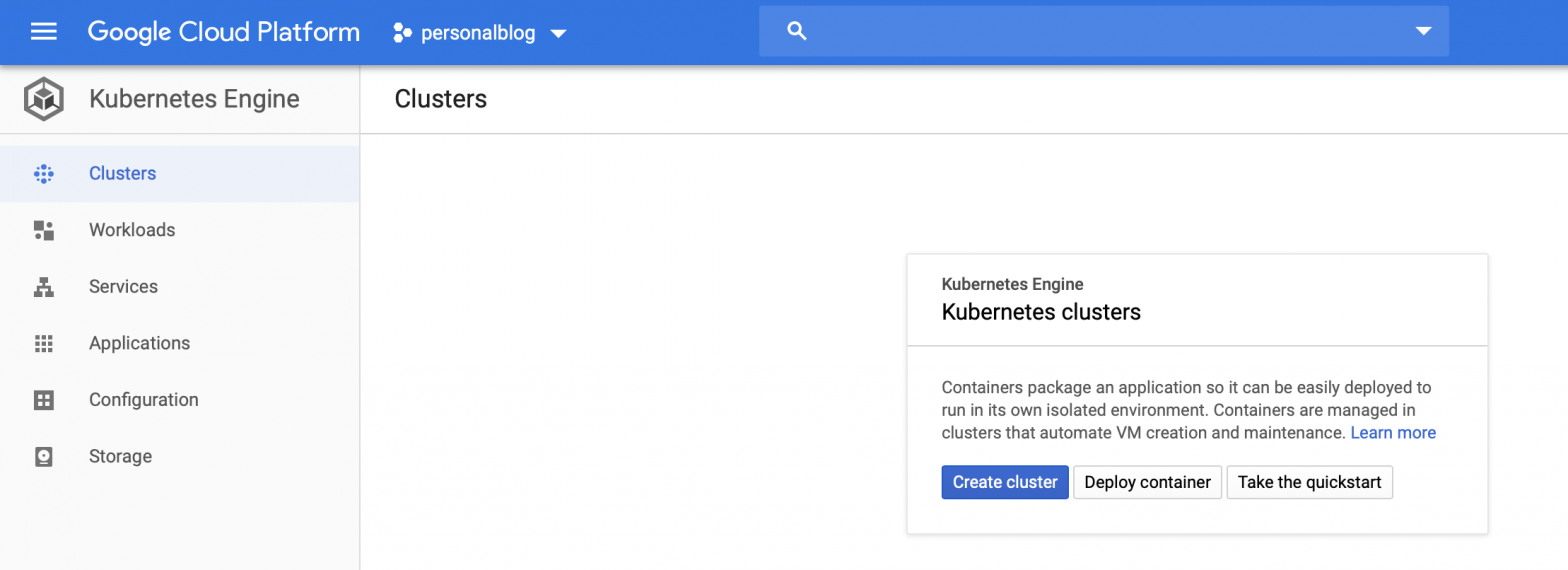 Google Cloud Platform
personalblog
Kubernetes Engine
Clusters
Clusters
Workloads
Services
Applications
Configuration
Storage
Kubernetes Engine
Kubernetes clusters
Containers package an application so it can be easily deployed to
run in its own isolated environment. Containers are managed in
clusters that automate VM creation and maintenance. Learn more
Create cluster
Deploy container
Take the quickstart